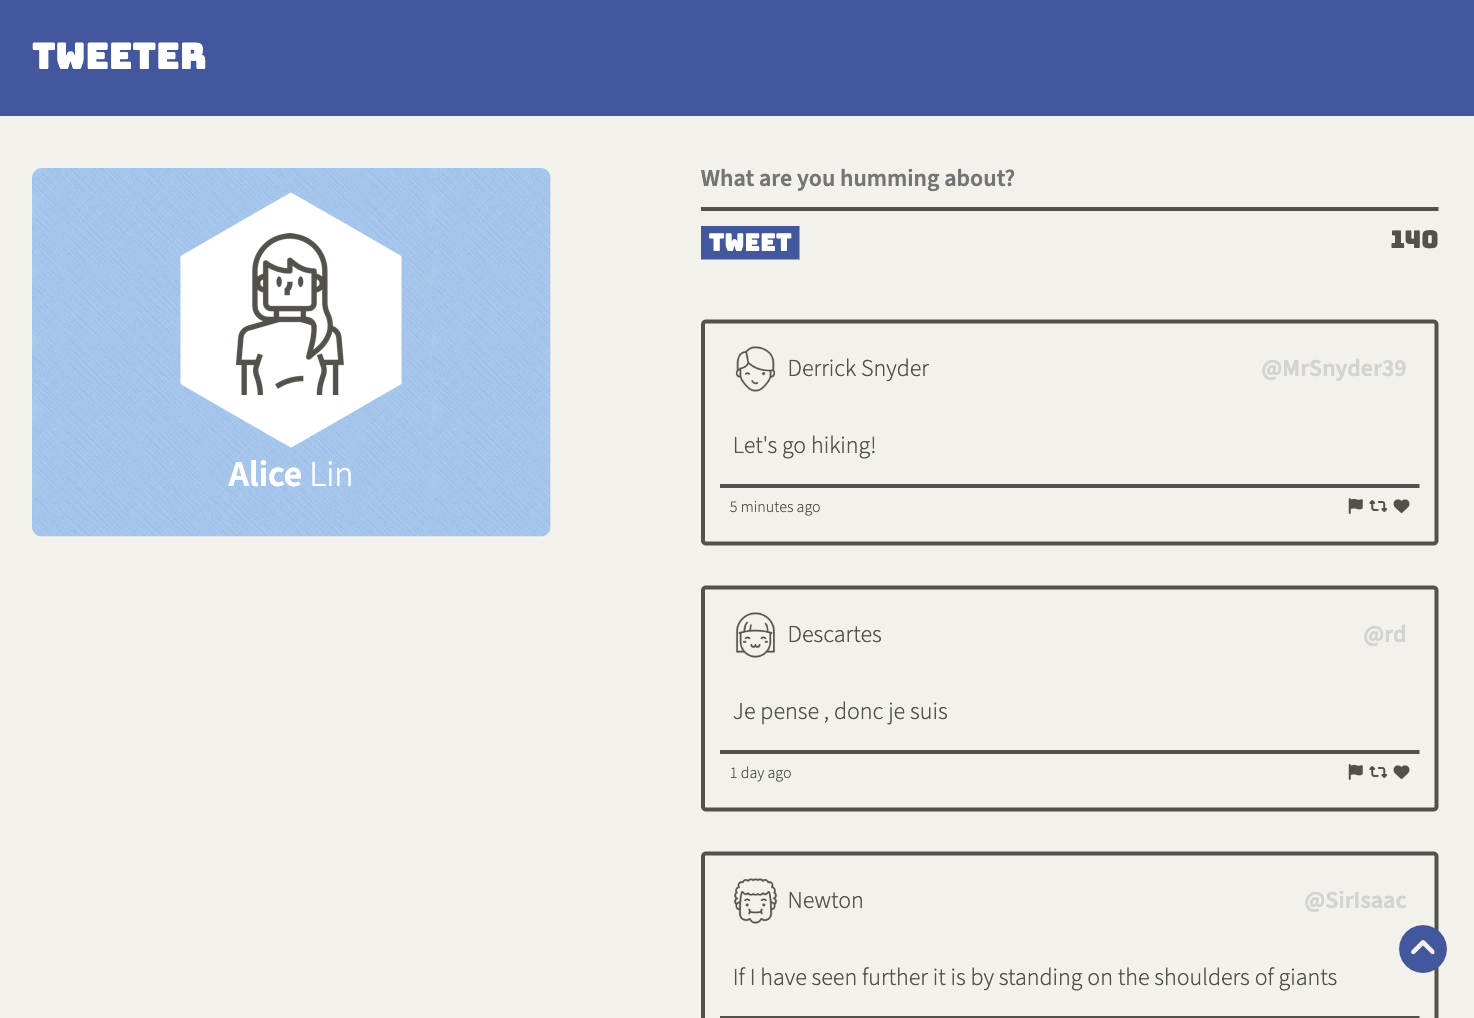 TWEETER
Alice Lin
What are you humming about?
TWEET
140
Derrick Snyder
@MrSnyder39
Let's go hiking!
5 minutes ago
Descartes
@rd
Je pense , donc je suis
1 day ago
Newton
@SirIsaac
If I have seen further it is by standing on the shoulders of giants